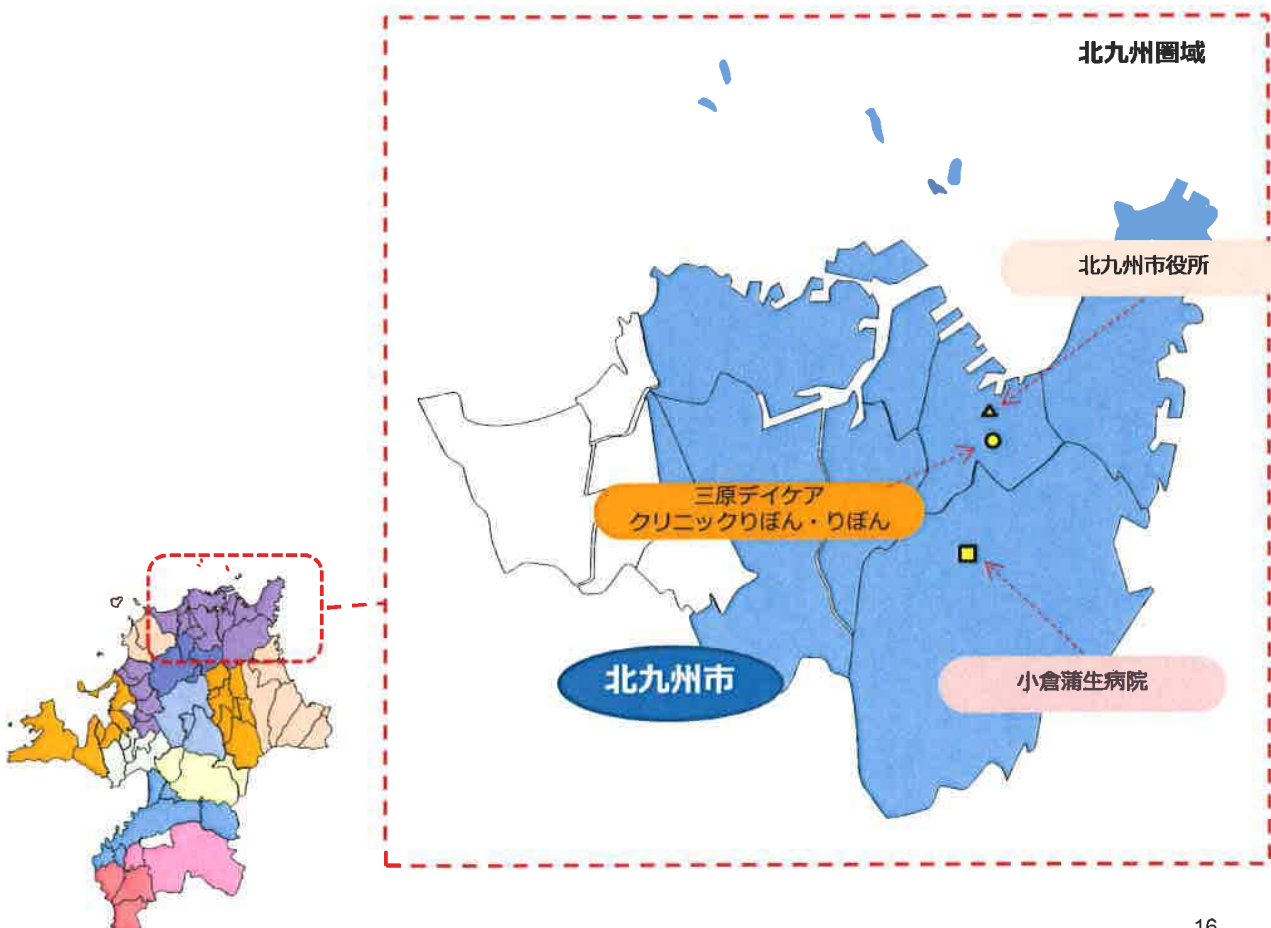 北九州圏域
北九州市役所
三原デイケア
クリニックりぼん・りぼん
北九州市
小倉蒲生病院
16